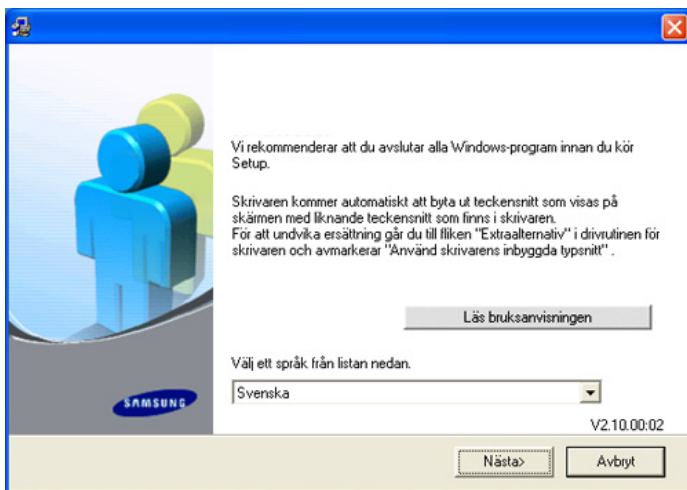 Vi rekommenderar att du avslutar alla Windows-program innan du kör
Setup.
Skrivaren kommer automatiskt att byta ut teckensnitt som visas på
skärmen med liknande teckensnitt som finns i skrivaren.
För att undvika ersättning går du till fliken "Extraalternativ" i drivrutinen för
skrivaren och avmarkerar "Använd skrivarens inbyggda typsnitt" .
Läs bruksanvisningen
Välj ett språk från listan nedan.
Svenska
SAMSUNG
V2.10.00:02
Nästa>
Avbryt